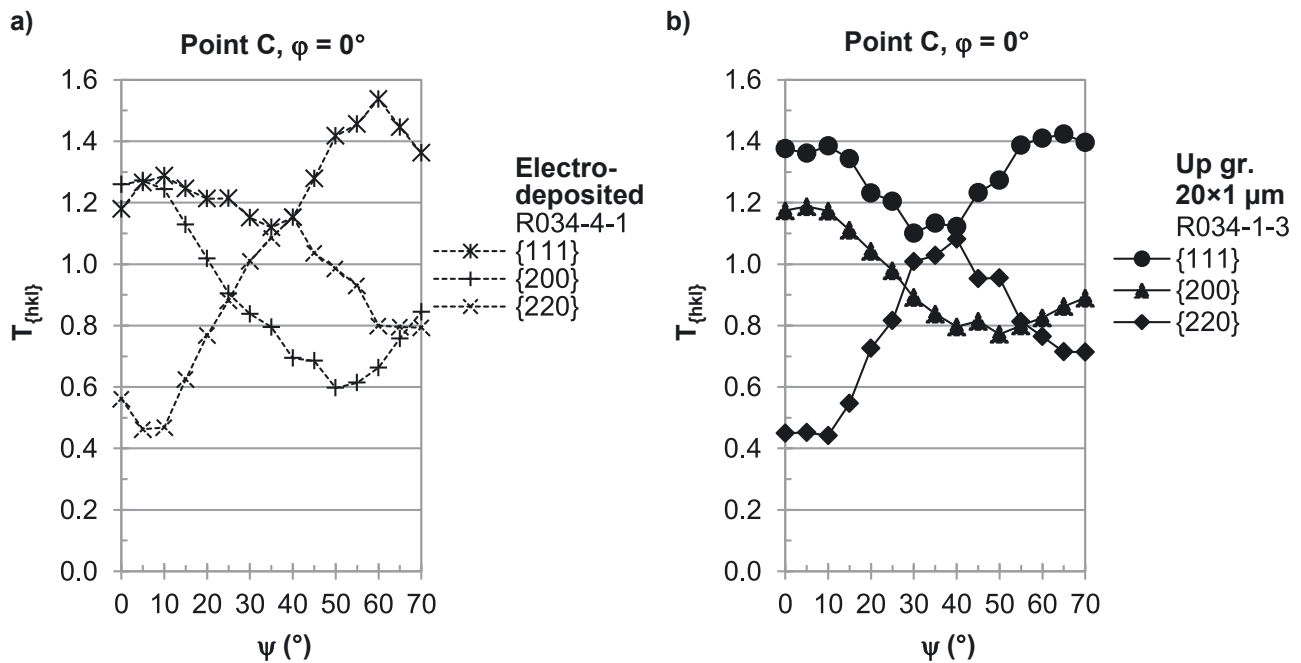 a)
Point C, φ = 0°
1.6
1.4
1.2
1.0
0.8
0.6
0.4
0.2
0.0
T{hkl}
0 10 20 30 40 50 60 70
ψ (°)
Electro-
deposited
R034-4-1
{111}
{200}
{220}
b)
Point C, φ = 0°
1.6
1.4
1.2
1.0
0.8
0.6
0.4
0.2
0.0
T{hkl}
0 10 20 30 40 50 60 70
ψ (°)
Up gr.
20×1 µm
R034-1-3
{111}
{200}
{220}